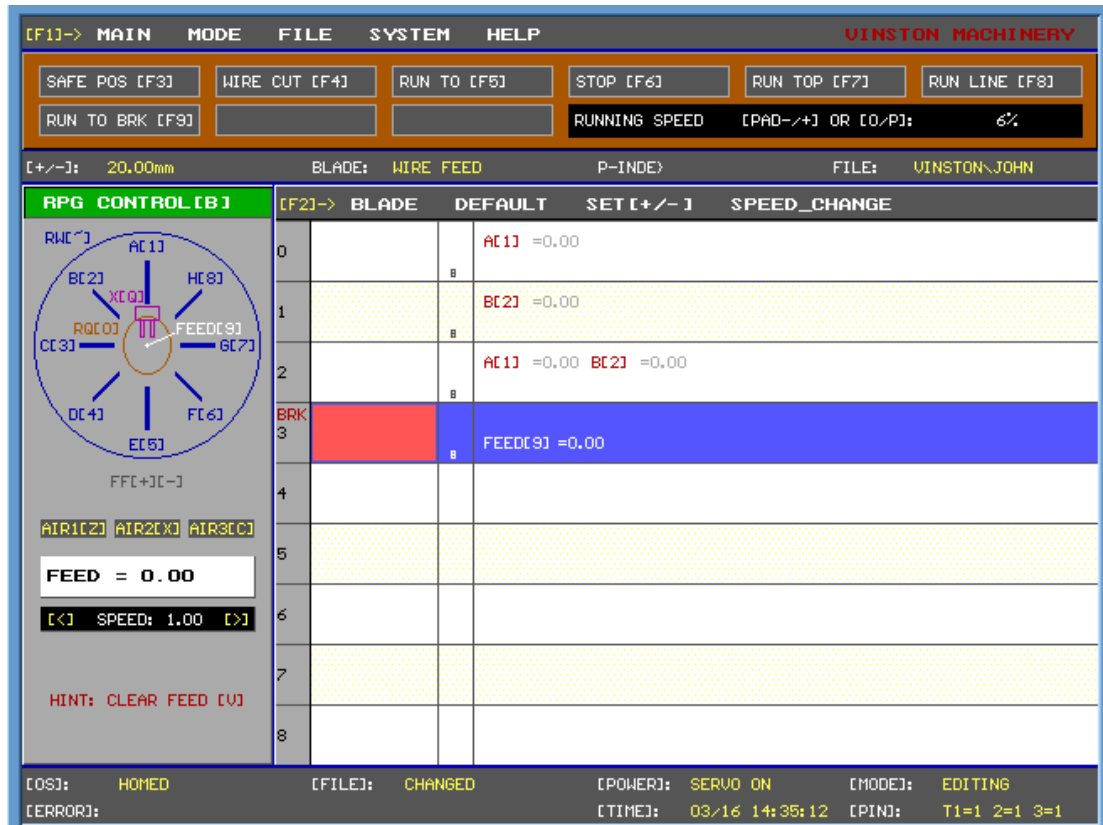 [F1]-> MAIN MODE FILE SYSTEM HELP VINSTON MACHINERY
SAFE POS [F3] WIRE CUT [F4] RUN TO [F5] STOP [F6] RUN TOP [F7] RUN LINE [F8]
RUN TO BRK [F9] RUNNING SPEED [PAD-/+] OR [O/P]: 6%
[+/-]: 20.00mm BLADE: WIRE FEED P-INDE) FILE: VINSTON\JOHN
RPG CONTROL[B] [F2]-> BLADE DEFAULT SET[+/-] SPEED_CHANGE
RW[~]
A[1]
B[2] H[8]
X[Q]
RQ[O] FEED[9]
C[3] G[7]
D[4] F[6]
E[5]
FF[+][-]
AIR1[Z] AIR2[X] AIR3[C]
FEED = 0.00
[<] SPEED: 1.00 [>]
HINT: CLEAR FEED [V]
0 A[1] =0.00
B
1 B[2] =0.00
B
2 A[1] =0.00 B[2] =0.00
B
BRK
3 FEED[9] =0.00
B
4
5
6
7
8
[OS]: HOMED [FILE]: CHANGED [POWER]: SERVO ON [MODE]: EDITING
[ERROR]: [TIME]: 03/16 14:35:12 [PIN]: T1=1 2=1 3=1